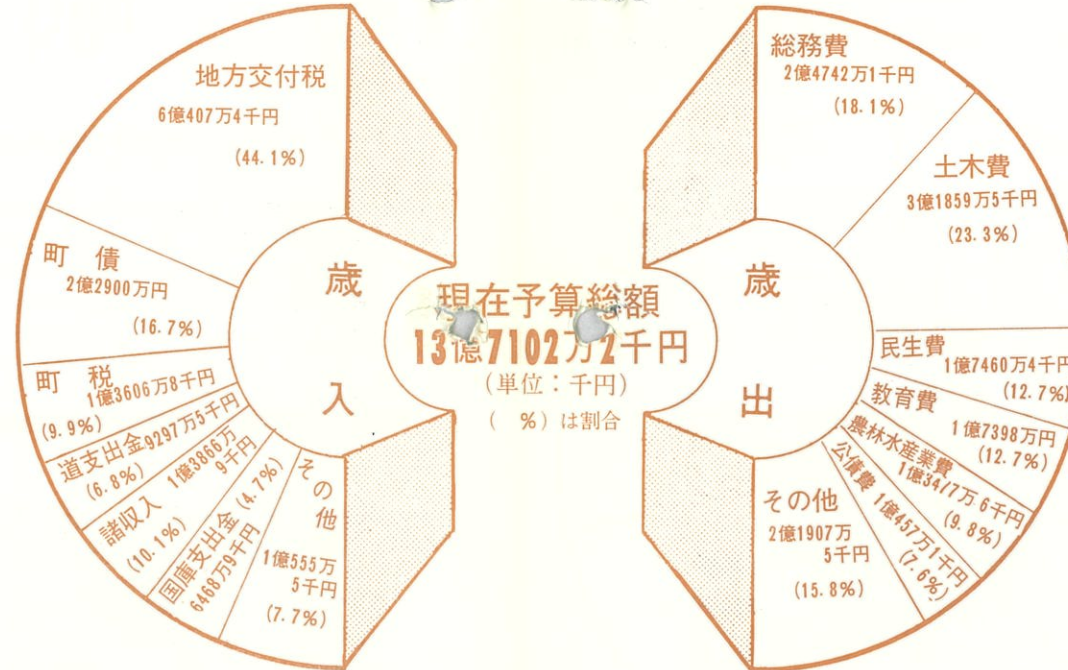 地方交付税
6億407万4千円
(44.1%)
町 債
2億2900万円
(16.7%)
町 税
1億3606万8千円
(9.9%)
道支出金9297万5千円
(6.8%)
諸収入 1億3866万
9千円
(10.1%)
国庫支出金(4.7%)
6468万9千円
その他
1億555万
5千円
(7.7%)
歳
入
現在予算総額
13億7102万2千円
(単位:千円)
( %)は割合
歳
出
総務費
2億4742万1千円
(18.1%)
土木費
3億1859万5千円
(23.3%)
民生費
1億7460万4千円
(12.7%)
教育費
1億7398万円
(12.7%)
農林水産業費
1億3477万6千円
(9.8%)
公債費 1億457万1千円
(7.6%)
その他
2億1907万
5千円
(15.8%)